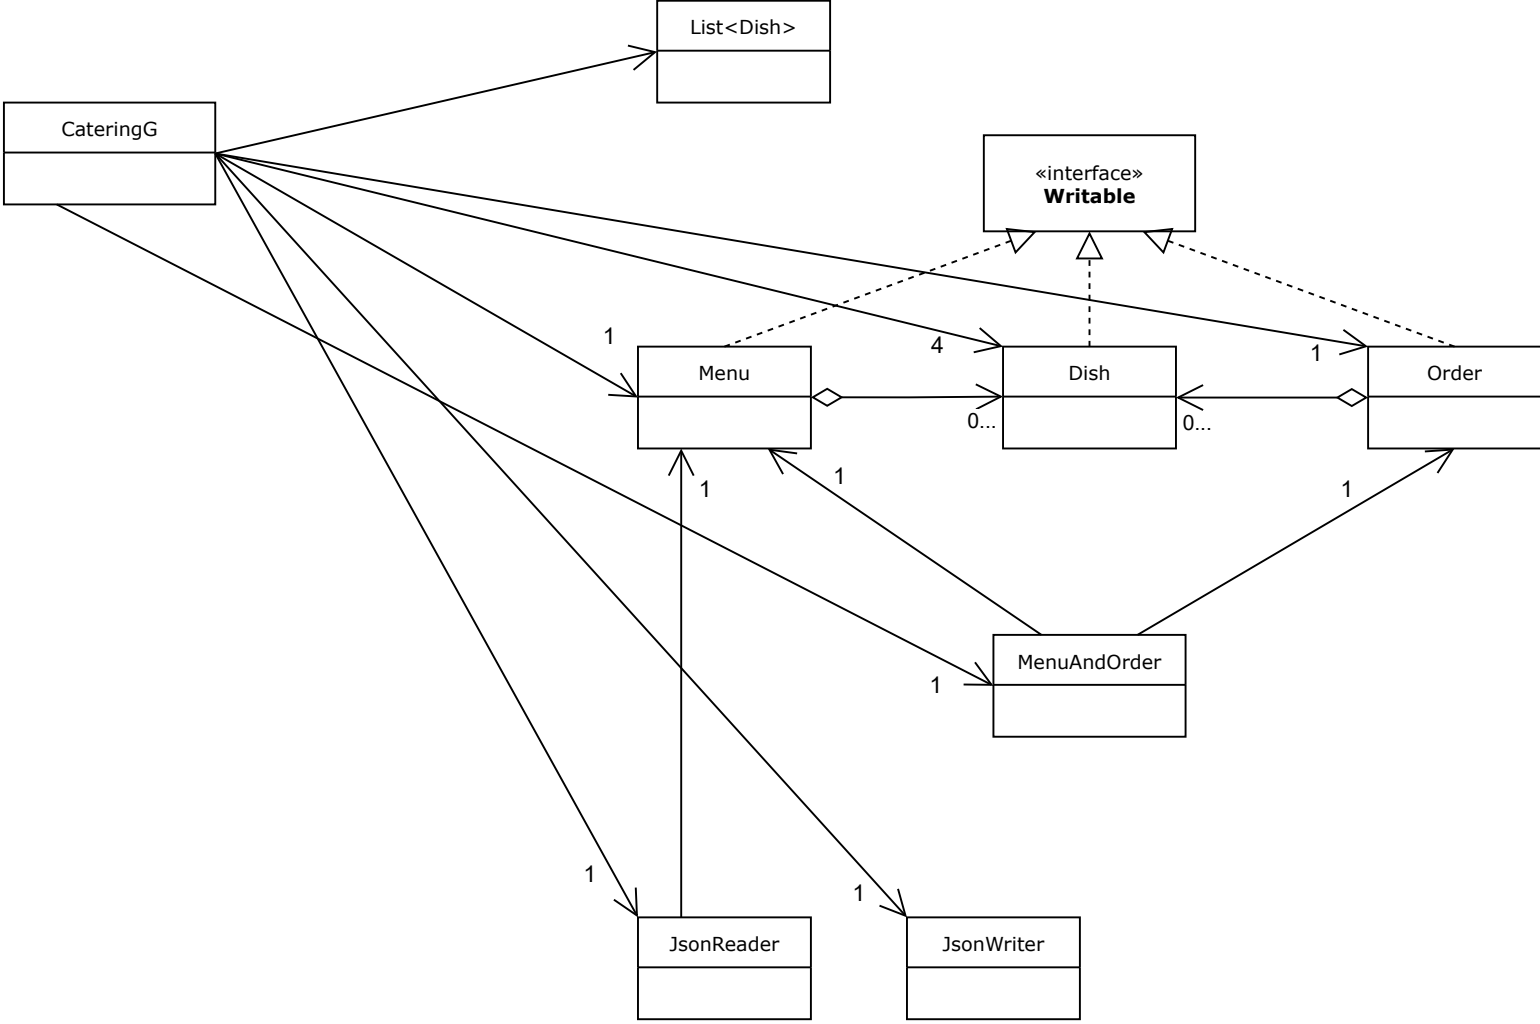 List<Dish>
CateringG
«interface»
Writable
1
4
1
Menu
Dish
Order
0...
0...
1
1
1
MenuAndOrder
1
1
1
JsonReader
JsonWriter